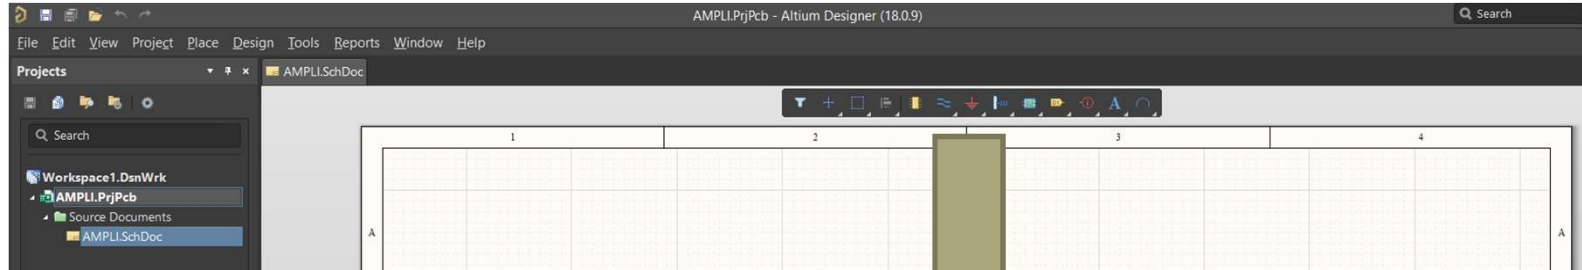 AMPLI.PrjPcb - Altium Designer (18.0.9)
Search
File Edit View Project Place Design Tools Reports Window Help
Projects
AMPLI.SchDoc
Search
1 2 3 4
Workspace1.DsnWrk
AMPLI.PrjPcb
Source Documents
AMPLI.SchDoc
A A